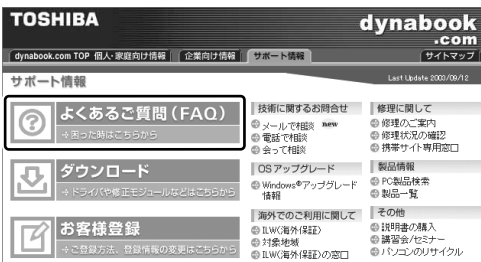 TOSHIBA
dynabook
.com
dynabook.com TOP 個人・家庭向け情報 企業向け情報 サポート情報 サイトマップ
サポート情報
Last Update 2003/09/12
よくあるご質問(FAQ)
困った時はこちらから
ダウンロード
ドライバや修正モジュールなどはこちらから
お客様登録
ご登録方法、登録情報の変更はこちらから
技術に関するお問合せ
メールで相談 new
電話で相談
会って相談
OSアップグレード
Windows®アップグレード
情報
海外でのご利用に関して
ILW(海外保証)
対象地域
ILW(海外保証)の窓口
修理に関して
修理のご案内
修理状況の確認
携帯サイト専用窓口
製品情報
PC製品検索
製品一覧
その他
説明書の購入
講習会/セミナー
パソコンのリサイクル